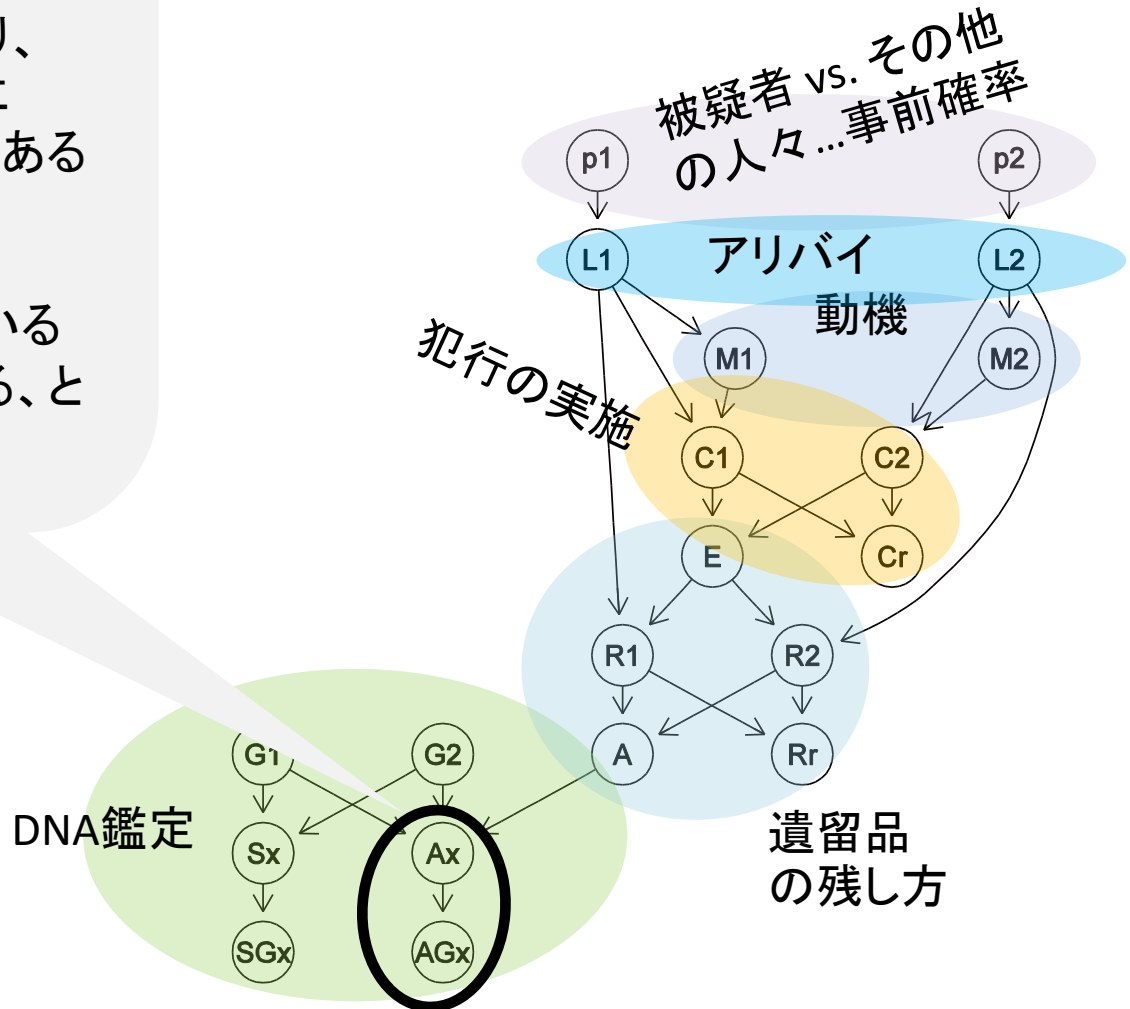 り、
ある
いる
る、と
被疑者 vs. その他
の人々…事前確率
p1
p2
L1
アリバイ
L2
動機
M1
M2
犯行の実施
C1
C2
E
Cr
R1
R2
G1
G2
A
Rr
DNA鑑定
Sx
Ax
遺留品
の残し方
SGx
AGx